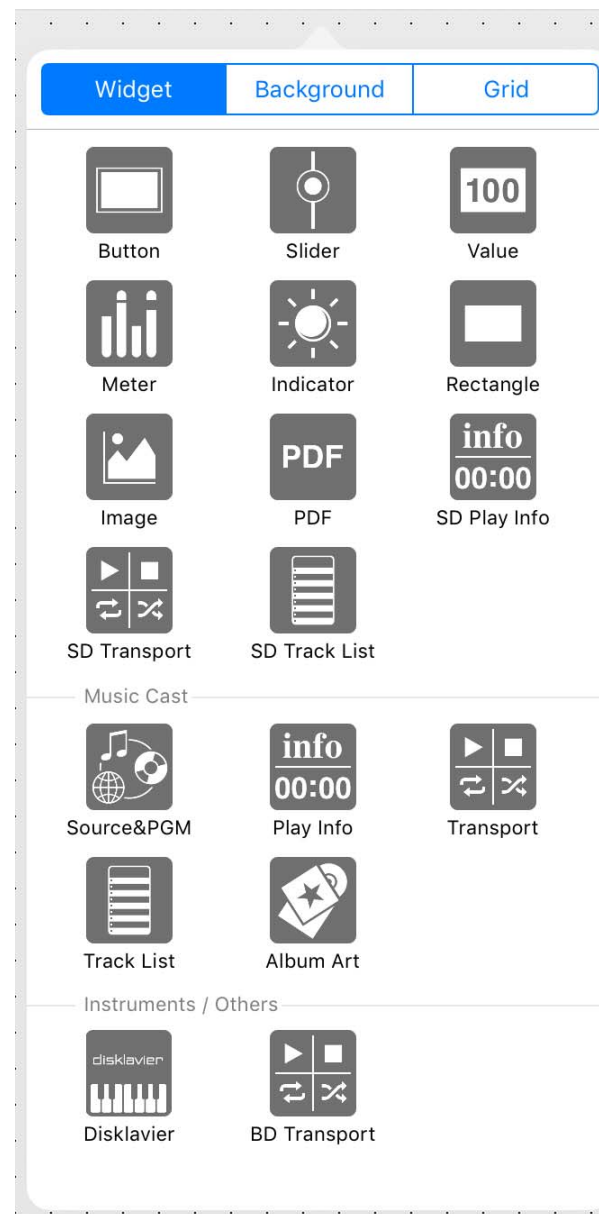 Widget Background Grid
100
Button Slider Value
Meter Indicator Rectangle
PDF
info
00:00
Image PDF SD Play Info
SD Transport SD Track List
Music Cast
info
00:00
Source&PGM Play Info Transport
Track List Album Art
Instruments / Others
disklavier
Disklavier BD Transport